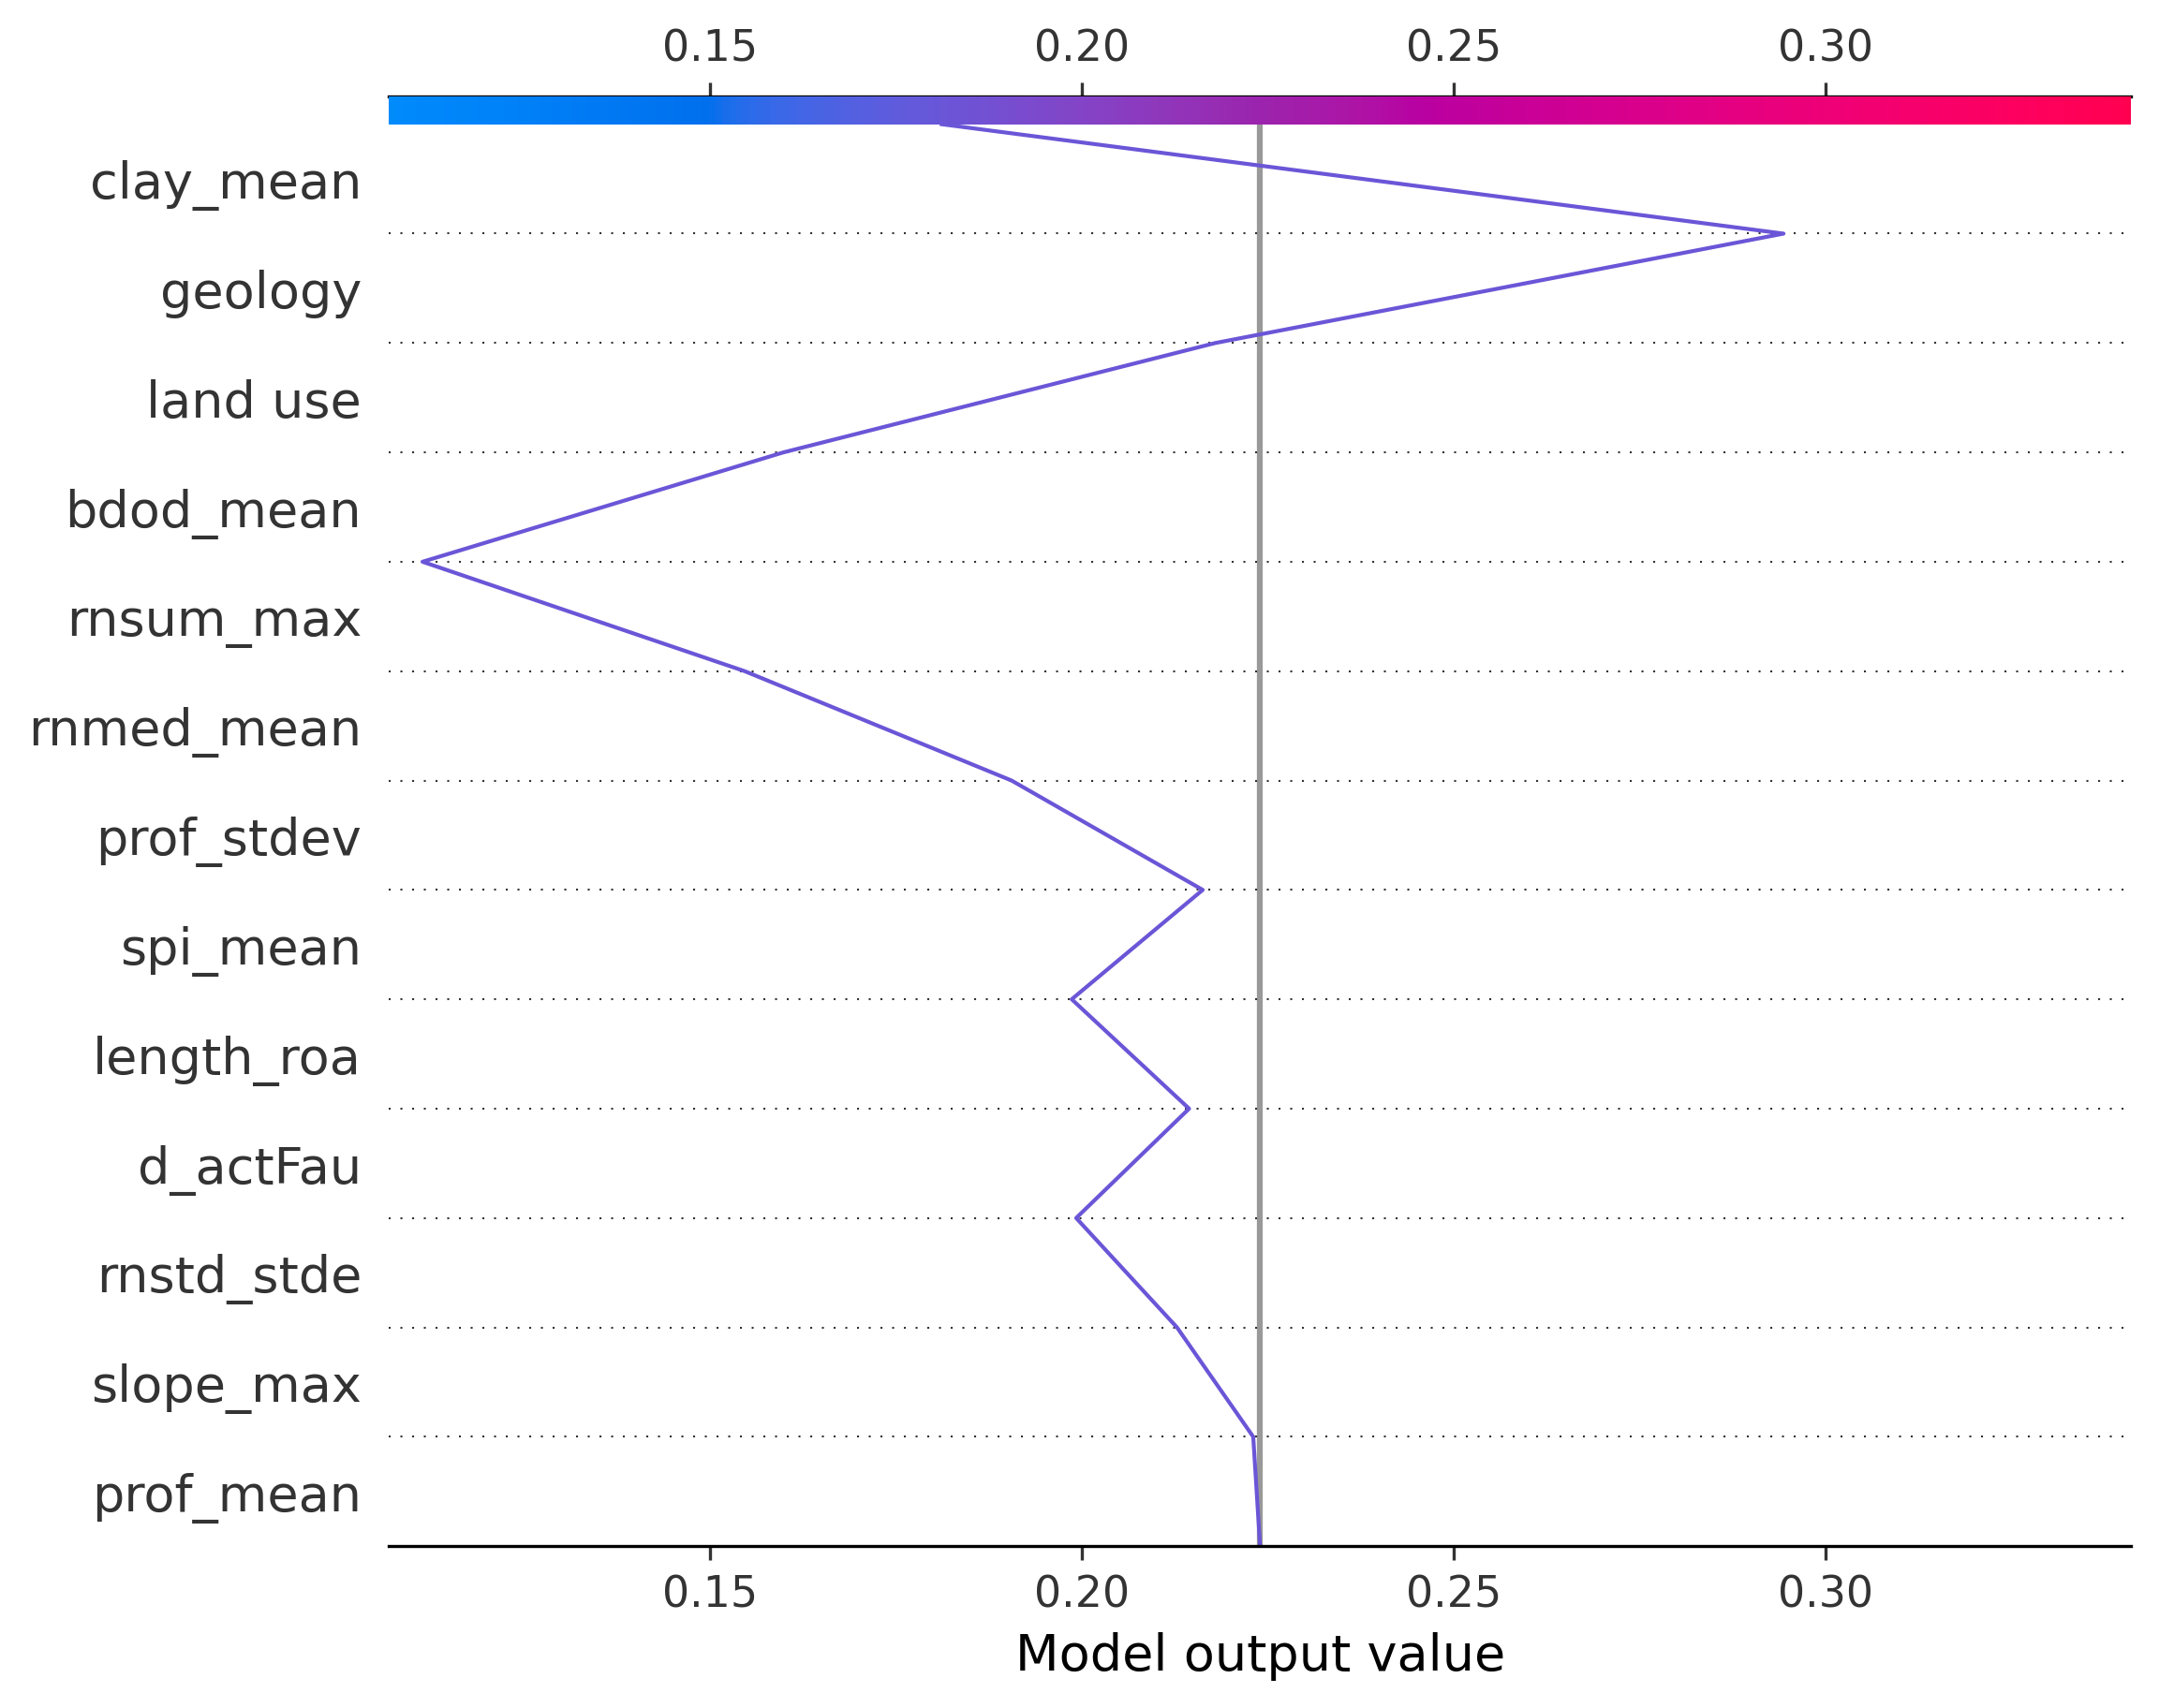 0.15 0.20 0.25 0.30
clay_mean
geology
land use
bdod_mean
rnsum_max
rnmed_mean
prof_stdev
spi_mean
length_roa
d_actFau
rnstd_stde
slope_max
prof_mean
0.15 0.20 0.25 0.30
Model output value